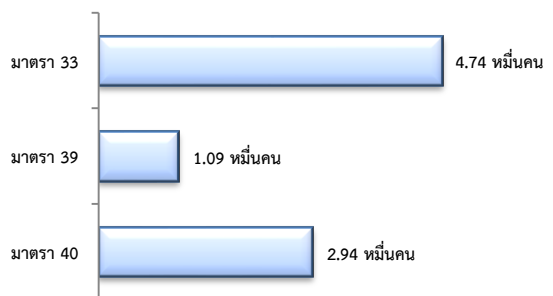 มาตรา 33 4.74 หมื่นคน
มาตรา 39 1.09 หมื่นคน
มาตรา 40 2.94 หมื่นคน